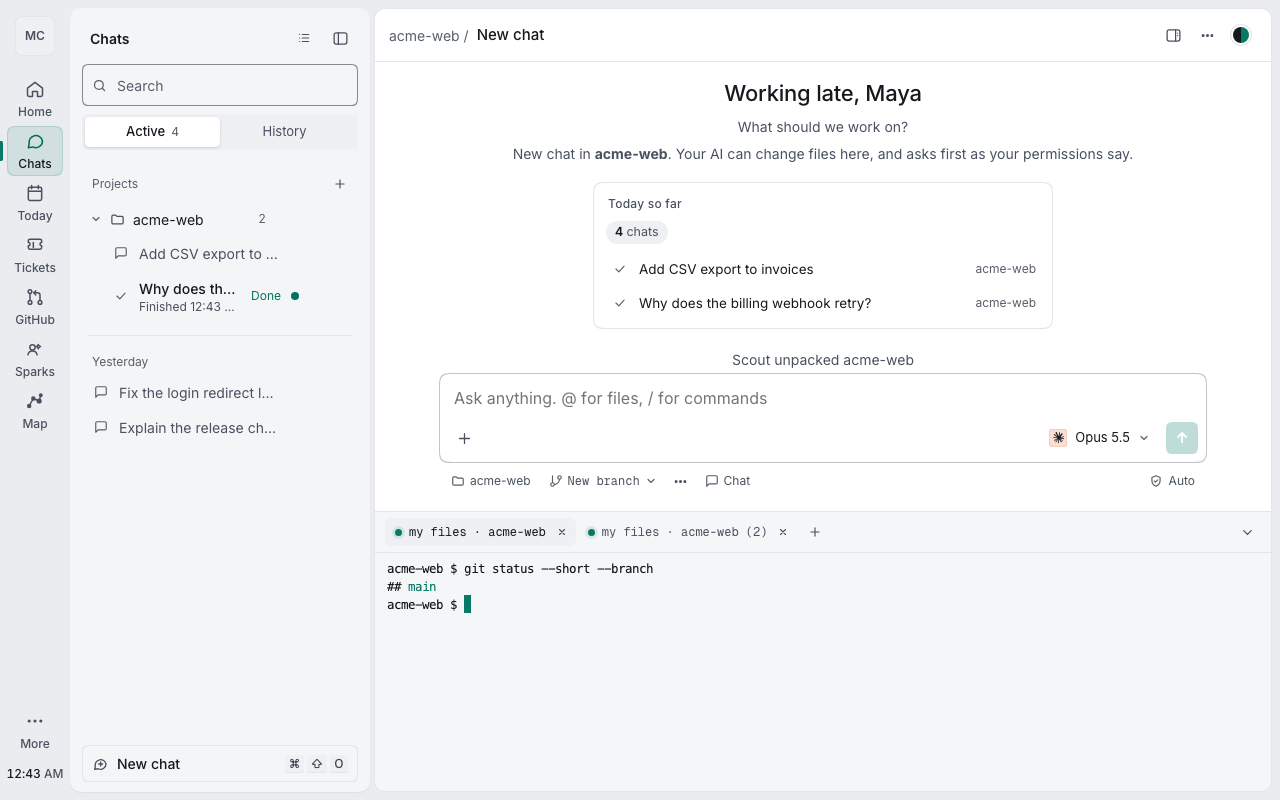 MC
Home
Chats
Today
Tickets
GitHub
Sparks
Map
More
12:43 AM
Chats
Search
Active 4
History
Projects
acme-web 2
Add CSV export to ...
Why does th... Done
Finished 12:43 ...
Yesterday
Fix the login redirect l...
Explain the release ch...
New chat ⌘ ⇧ O
acme-web / New chat
Working late, Maya
What should we work on?
New chat in acme-web. Your AI can change files here, and asks first as your permissions say.
Today so far
4 chats
Add CSV export to invoices acme-web
Why does the billing webhook retry? acme-web
Scout unpacked acme-web
Ask anything. @ for files, / for commands
Opus 5.5
acme-web New branch ••• Chat Auto
my files · acme-web × my files · acme-web (2) × +
acme-web $ git status --short --branch
## main
acme-web $